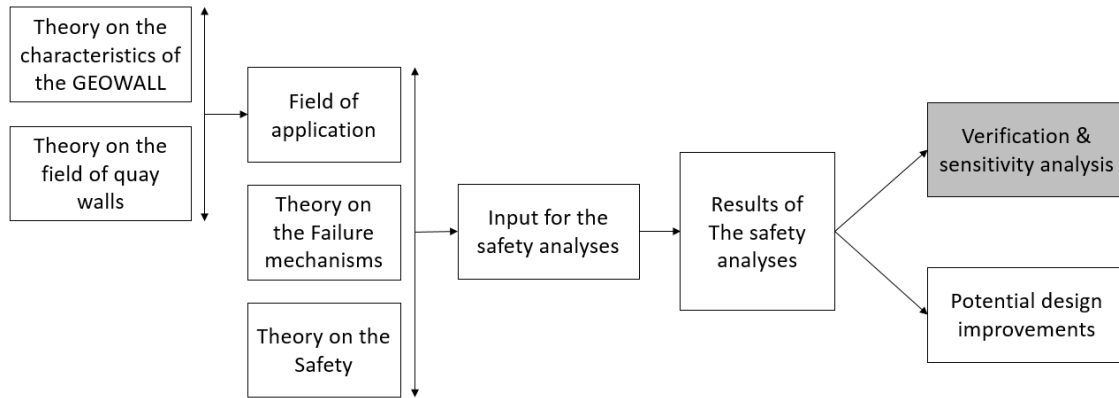 Theory on the
characteristics of
the GEOWALL
Theory on the
field of quay
walls
Field of
application
Theory on
the Failure
mechanisms
Theory on the
Safety
Input for the
safety analyses
Results of
The safety
analyses
Verification &
sensitivity analysis
Potential design
improvements